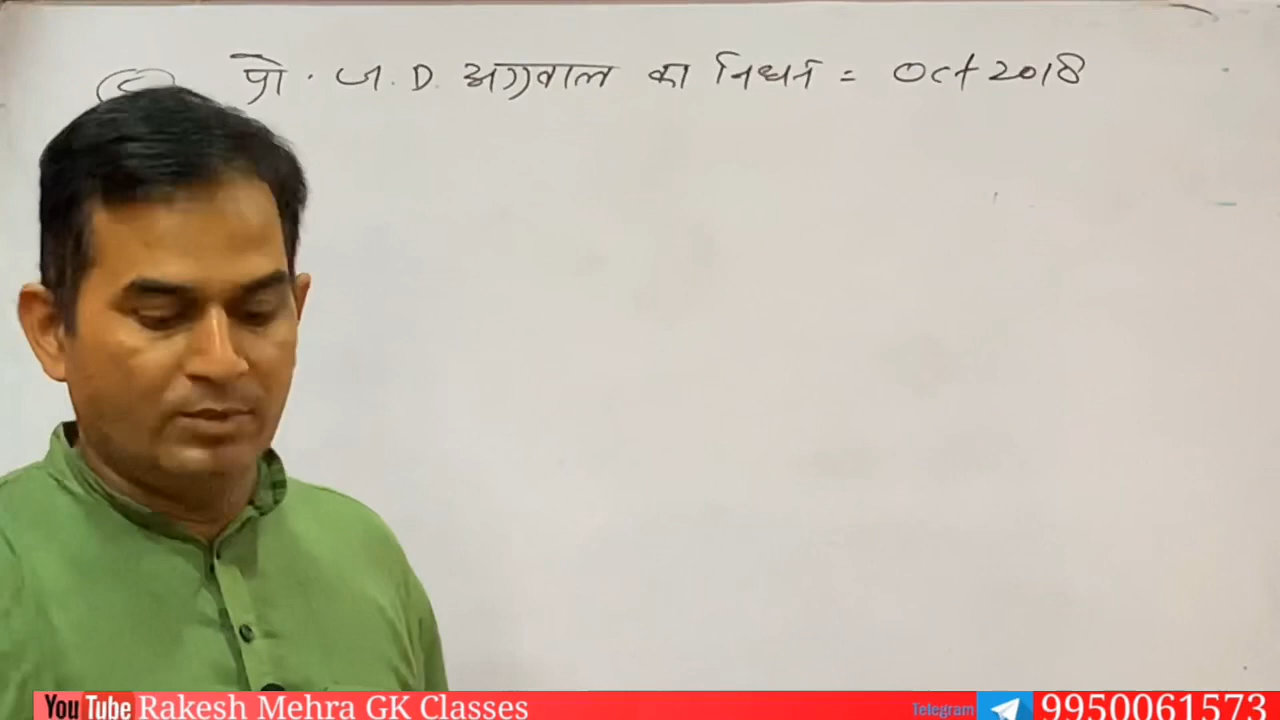 प्रो. ज. D. अग्रवाल का निधन = Oct 2018
YouTube Rakesh Mehra GK Classes
Telegram 9950061573